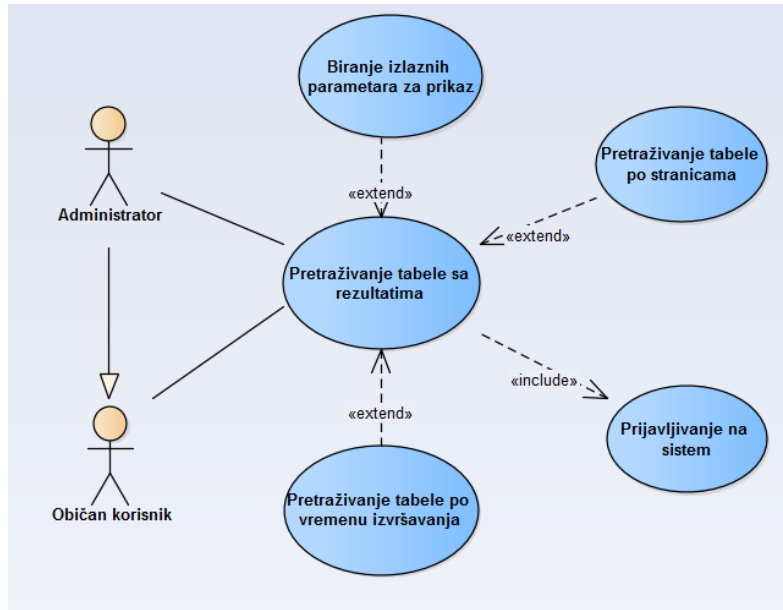 Biranje izlaznih
parametara za prikaz
Pretraživanje tabele
po stranicama
Administrator
«extend»
«extend»
Pretraživanje tabele sa
rezultatima
«include»
«extend»
Prijavljivanje na
sistem
Pretraživanje tabele po
vremenu izvršavanja
Običan korisnik